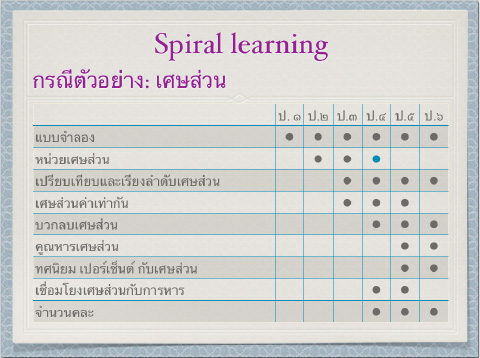 Spiral learning
กรณีตัวอย่าง: เศษส่วน
ป. ๑ ป.๒ ป.๓ ป.๔ ป.๕ ป.๖
แบบจำลอง ● ● ● ● ● ●
หน่วยเศษส่วน ● ● ●
เปรียบเทียบและเรียงลำดับเศษส่วน ● ● ● ●
เศษส่วนค่าเท่ากัน ● ● ●
บวกลบเศษส่วน ● ● ●
คูณหารเศษส่วน ● ●
ทศนิยม เปอร์เซ็นต์ กับเศษส่วน ● ●
เชื่อมโยงเศษส่วนกับการหาร ● ●
จำนวนคละ ● ● ●